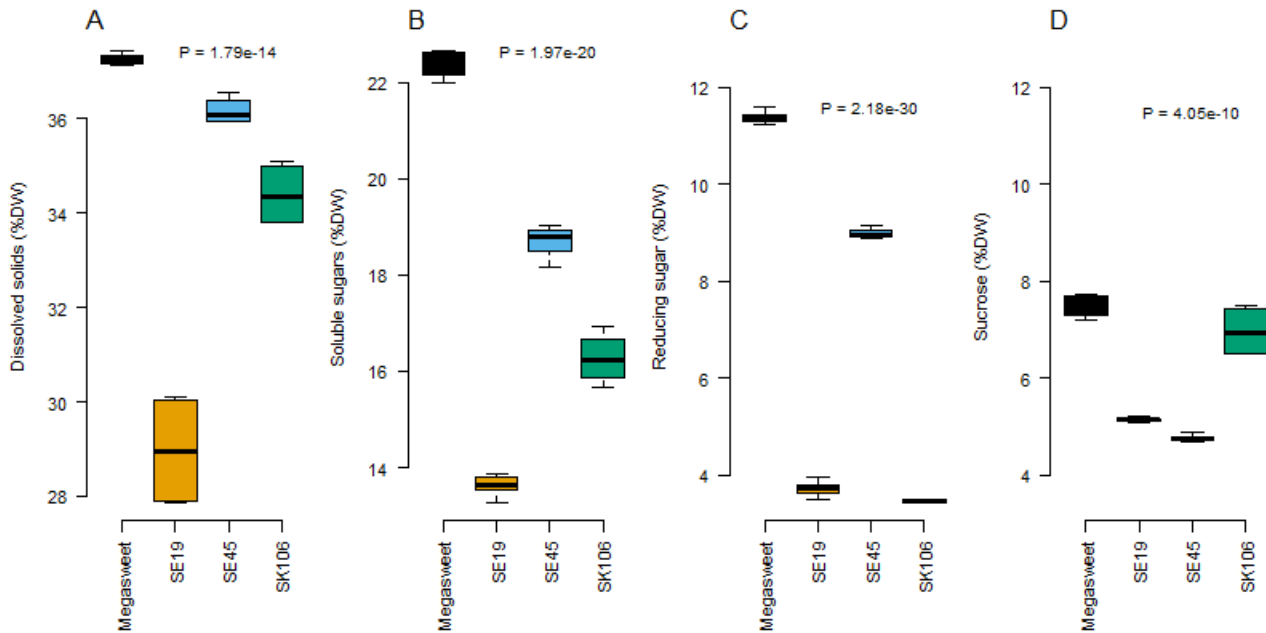 A
P = 1.79e-14
Dissolved solids (%DW)
36
34
32
30
28
Megasweet
SE19
SE45
SK106
B
P = 1.97e-20
Soluble sugars (%DW)
22
20
18
16
14
Megasweet
SE19
SE45
SK106
C
P = 2.18e-30
Reducing sugar (%DW)
12
10
8
6
4
Megasweet
SE19
SE45
SK106
D
P = 4.05e-10
Sucrose (%DW)
12
10
8
6
4
Megasweet
SE19
SE45
SK106